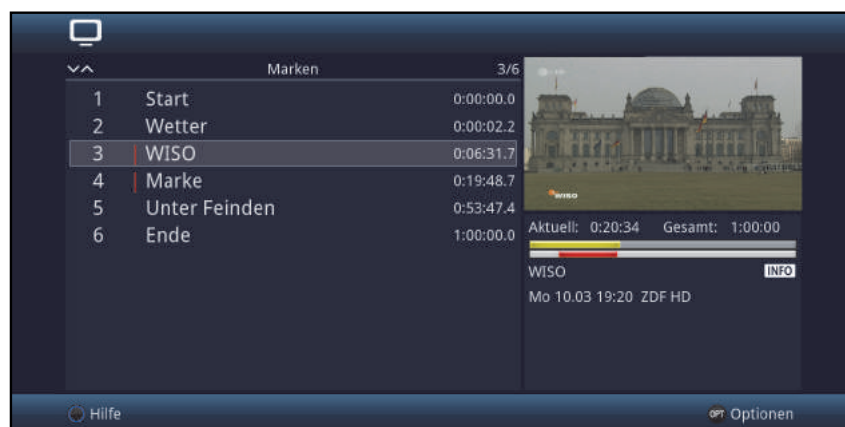 Marken 3/6
1 Start 0:00:00.0
2 Wetter 0:00:02.2
3 WISO 0:06:31.7
4 Marke 0:19:48.7
5 Unter Feinden 0:53:47.4
6 Ende 1:00:00.0
WISO
Aktuell: 0:20:34 Gesamt: 1:00:00
WISO INFO
Mo 10.03 19:20 ZDF HD
Hilfe OPT Optionen